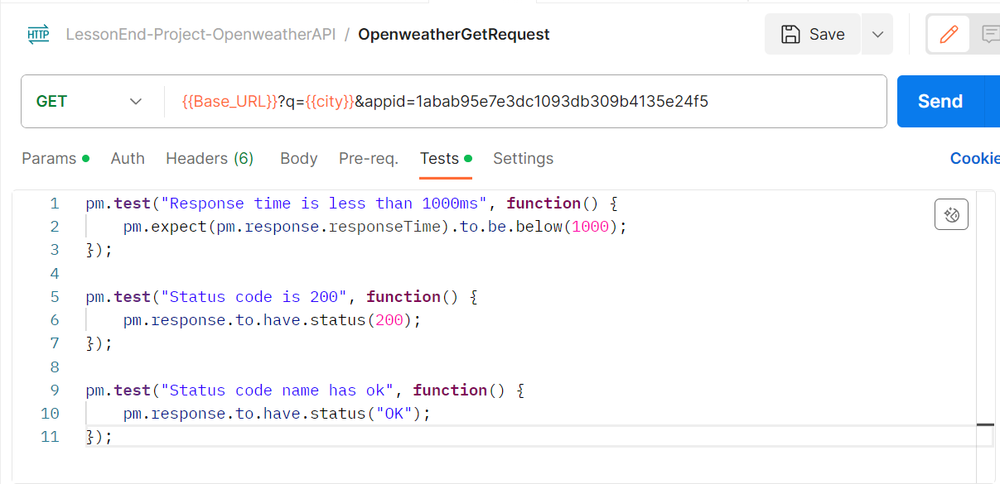 HTTP LessonEnd-Project-OpenweatherAPI / OpenweatherGetRequest Save
GET {{Base_URL}}?q={{city}}&appid=1abab95e7e3dc1093db309b4135e24f5 Send
Params Auth Headers (6) Body Pre-req. Tests Settings Cookie
1 pm.test("Response time is less than 1000ms", function() {
2 pm.expect(pm.response.responseTime).to.be.below(1000);
3 });
4
5 pm.test("Status code is 200", function() {
6 pm.response.to.have.status(200);
7 });
8
9 pm.test("Status code name has ok", function() {
10 pm.response.to.have.status("OK");
11 });